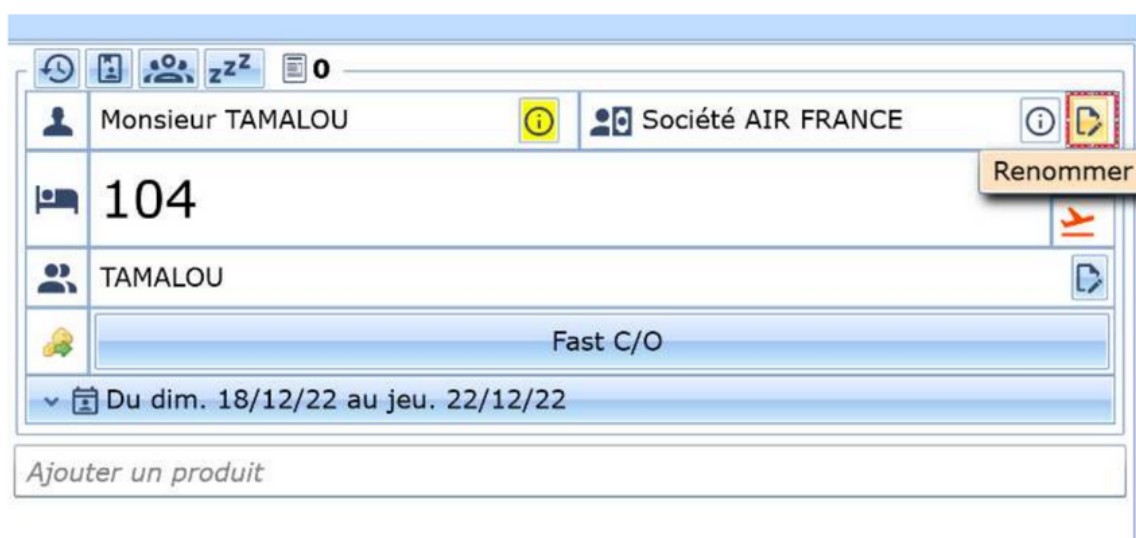 zzZ 0
Monsieur TAMALOU Société AIR FRANCE
Renommer
104
TAMALOU
Fast C/O
Du dim. 18/12/22 au jeu. 22/12/22
Ajouter un produit